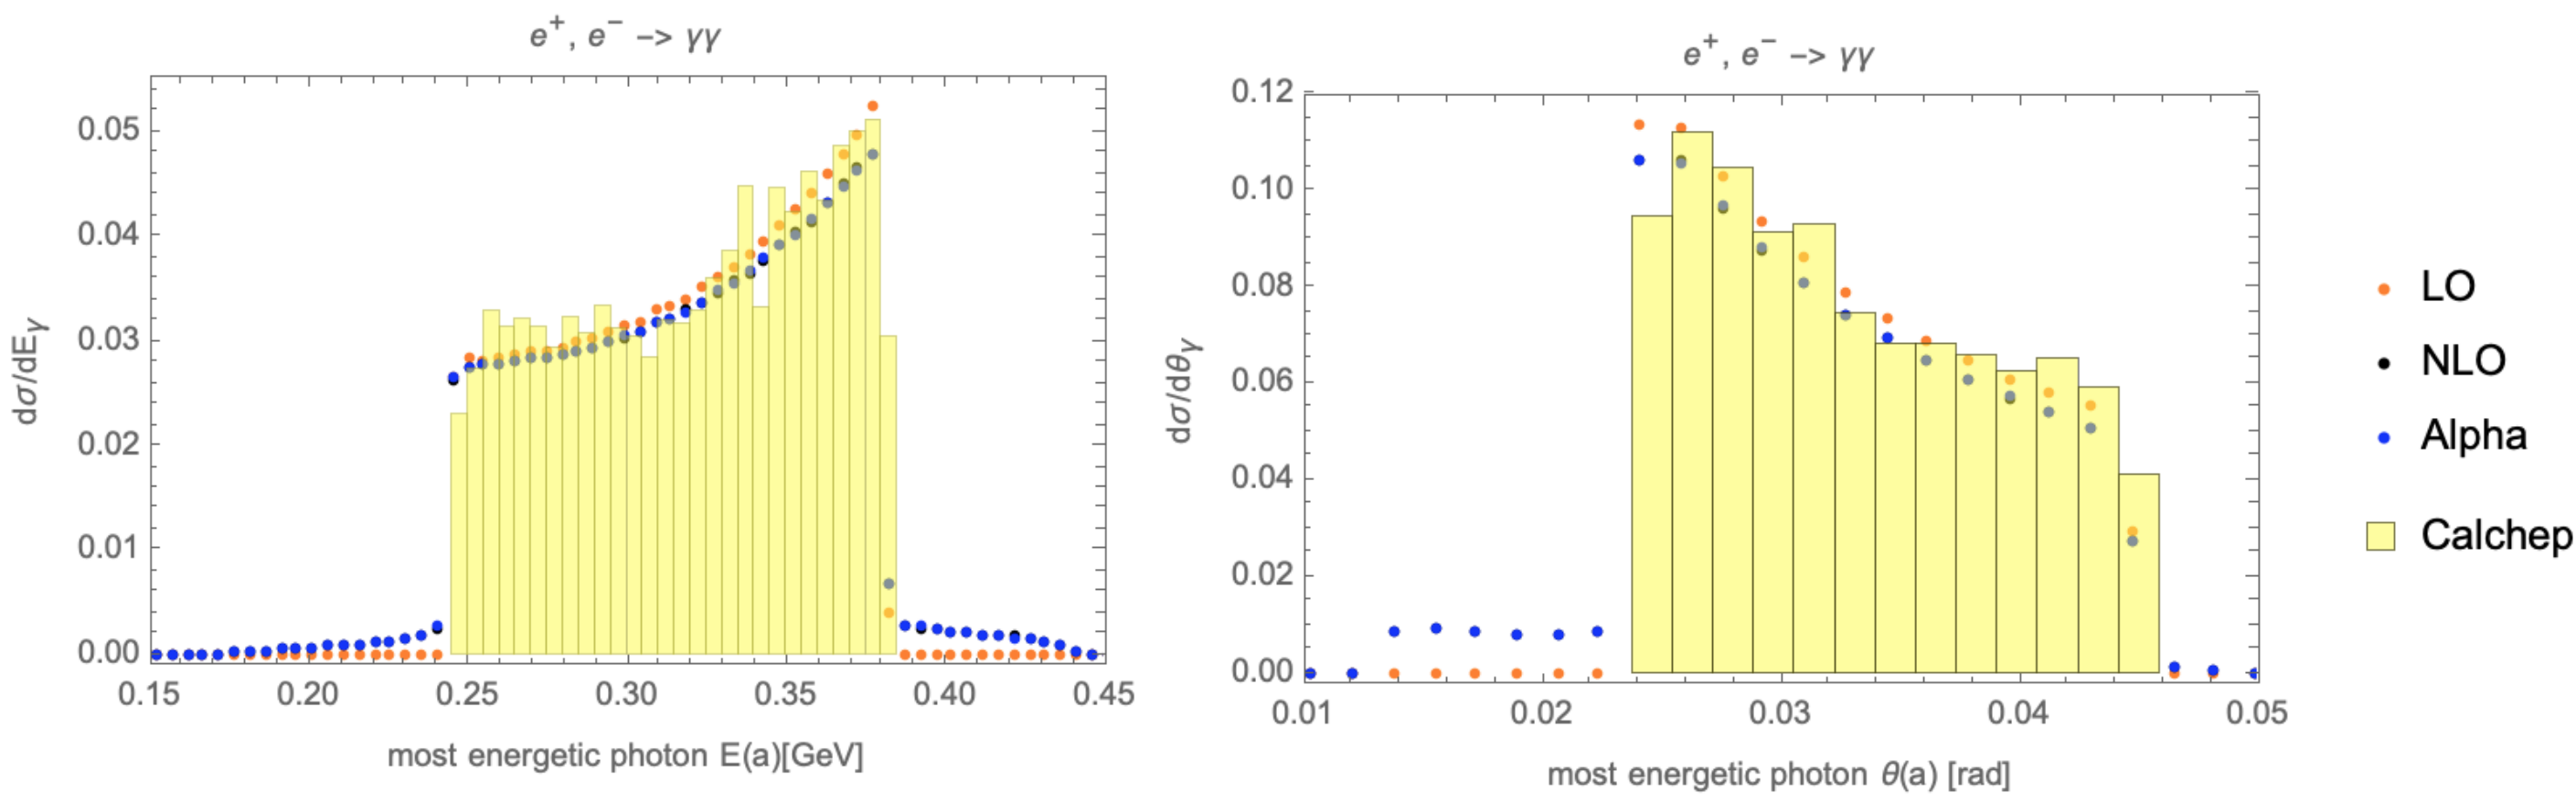 e⁺, e⁻ –> γγ
dσ/dEγ
0.05
0.04
0.03
0.02
0.01
0.00
0.15 0.20 0.25 0.30 0.35 0.40 0.45
most energetic photon E(a)[GeV]
e⁺, e⁻ –> γγ
dσ/dθγ
0.12
0.10
0.08
0.06
0.04
0.02
0.00
0.01 0.02 0.03 0.04 0.05
most energetic photon θ(a) [rad]
LO
NLO
Alpha
Calchep